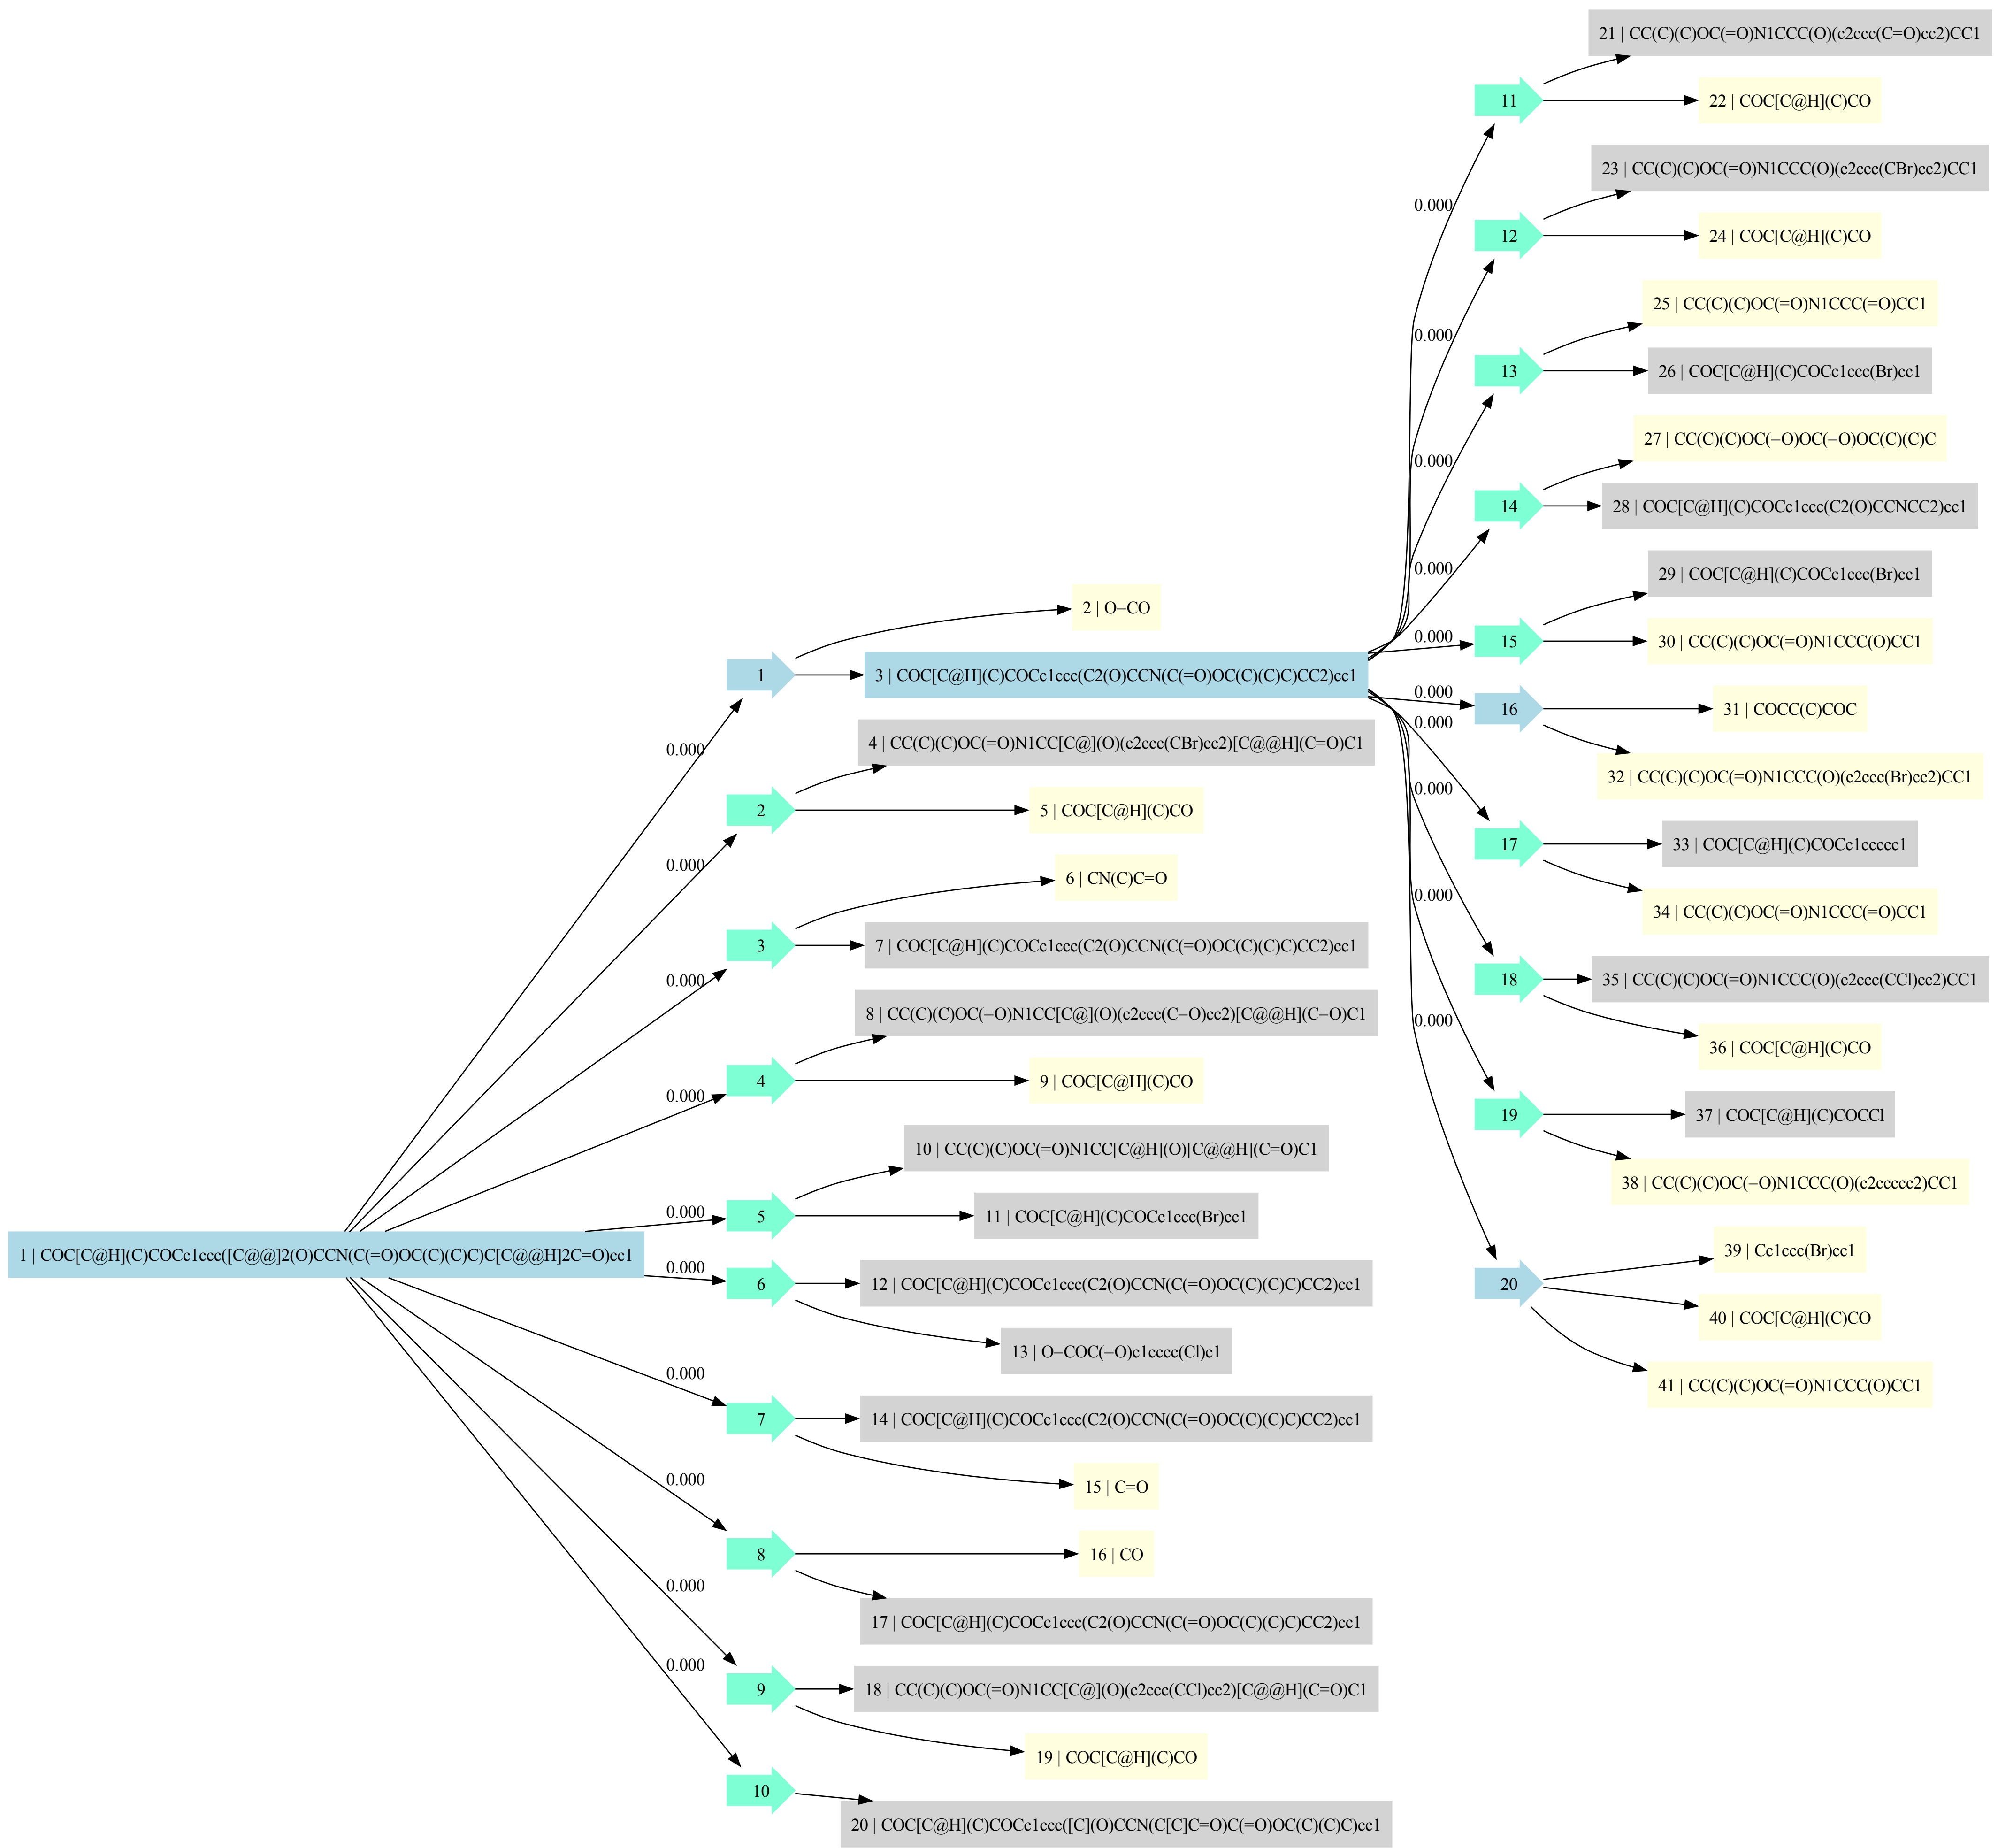 1 | COC[C@H](C)COCc1ccc([C@@]2(O)CCN(C(=O)OC(C)(C)C)C[C@@H]2C=O)cc1
0.000
0.000
0.000
0.000
0.000
0.000
0.000
0.000
0.000
0.000
1
2
3
4
5
6
7
8
9
10
2 | O=CO
3 | COC[C@H](C)COCc1ccc(C2(O)CCN(C(=O)OC(C)(C)C)CC2)cc1
4 | CC(C)(C)OC(=O)N1CC[C@](O)(c2ccc(CBr)cc2)[C@@H](C=O)C1
5 | COC[C@H](C)CO
6 | CN(C)C=O
7 | COC[C@H](C)COCc1ccc(C2(O)CCN(C(=O)OC(C)(C)C)CC2)cc1
8 | CC(C)(C)OC(=O)N1CC[C@](O)(c2ccc(C=O)cc2)[C@@H](C=O)C1
9 | COC[C@H](C)CO
10 | CC(C)(C)OC(=O)N1CC[C@H](O)[C@@H](C=O)C1
11 | COC[C@H](C)COCc1ccc(Br)cc1
12 | COC[C@H](C)COCc1ccc(C2(O)CCN(C(=O)OC(C)(C)C)CC2)cc1
13 | O=COC(=O)c1cccc(Cl)c1
14 | COC[C@H](C)COCc1ccc(C2(O)CCN(C(=O)OC(C)(C)C)CC2)cc1
15 | C=O
16 | CO
17 | COC[C@H](C)COCc1ccc(C2(O)CCN(C(=O)OC(C)(C)C)CC2)cc1
18 | CC(C)(C)OC(=O)N1CC[C@](O)(c2ccc(CCl)cc2)[C@@H](C=O)C1
19 | COC[C@H](C)CO
20 | COC[C@H](C)COCc1ccc([C](O)CCN(C[C]C=O)C(=O)OC(C)(C)C)cc1
0.000
0.000
0.000
0.000
0.000
0.000
0.000
0.000
0.000
0.000
11
12
13
14
15
16
17
18
19
20
21 | CC(C)(C)OC(=O)N1CCC(O)(c2ccc(C=O)cc2)CC1
22 | COC[C@H](C)CO
23 | CC(C)(C)OC(=O)N1CCC(O)(c2ccc(CBr)cc2)CC1
24 | COC[C@H](C)CO
25 | CC(C)(C)OC(=O)N1CCC(=O)CC1
26 | COC[C@H](C)COCc1ccc(Br)cc1
27 | CC(C)(C)OC(=O)OC(=O)OC(C)(C)C
28 | COC[C@H](C)COCc1ccc(C2(O)CCNCC2)cc1
29 | COC[C@H](C)COCc1ccc(Br)cc1
30 | CC(C)(C)OC(=O)N1CCC(O)CC1
31 | COCC(C)COC
32 | CC(C)(C)OC(=O)N1CCC(O)(c2ccc(Br)cc2)CC1
33 | COC[C@H](C)COCc1ccccc1
34 | CC(C)(C)OC(=O)N1CCC(=O)CC1
35 | CC(C)(C)OC(=O)N1CCC(O)(c2ccc(CCl)cc2)CC1
36 | COC[C@H](C)CO
37 | COC[C@H](C)COCCl
38 | CC(C)(C)OC(=O)N1CCC(O)(c2ccccc2)CC1
39 | Cc1ccc(Br)cc1
40 | COC[C@H](C)CO
41 | CC(C)(C)OC(=O)N1CCC(O)CC1